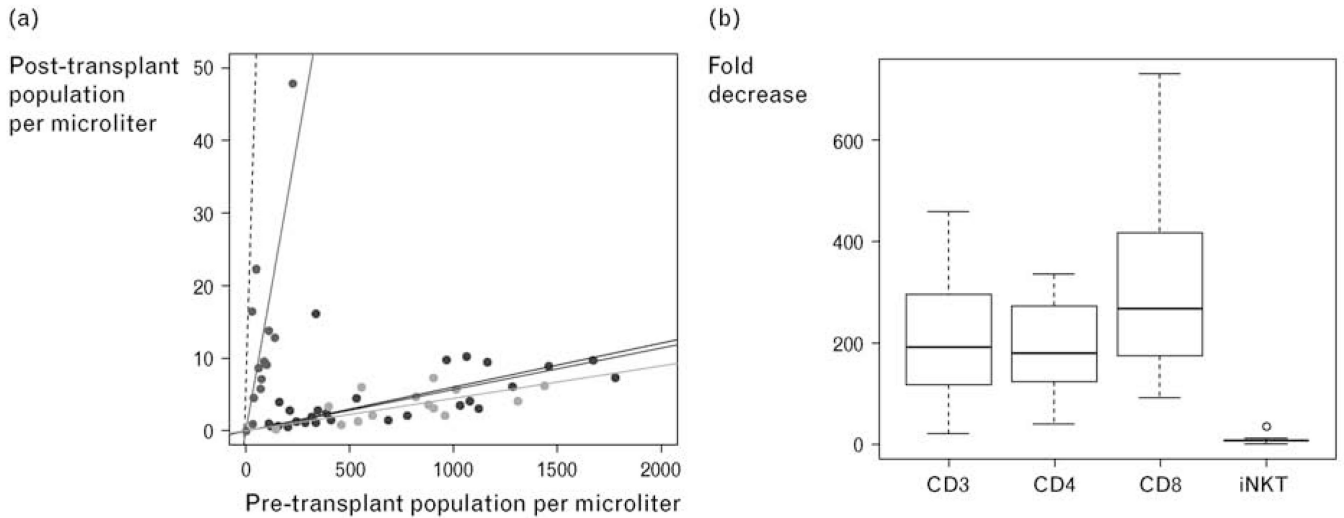 (a)
Post-transplant
population
per microliter
50
40
30
20
10
0
0 500 1000 1500 2000
Pre-transplant population per microliter
(b)
Fold
decrease
600
400
200
0
CD3 CD4 CD8 iNKT